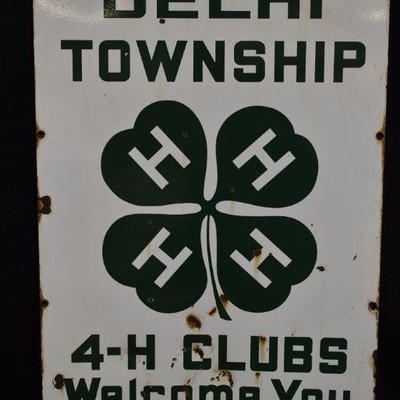 DELHI
TOWNSHIP
H H
H H
4-H CLUBS
Welcome You